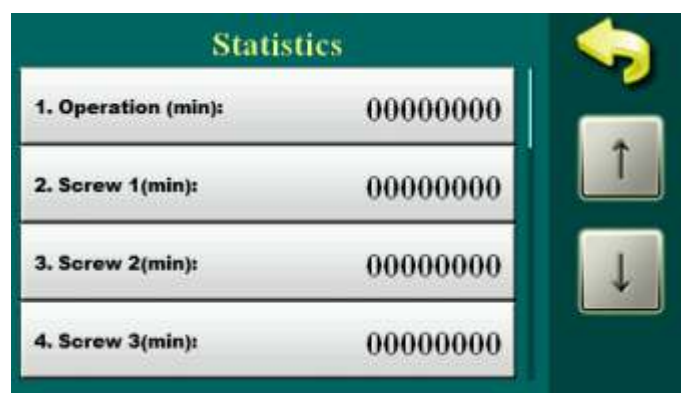 Statistics
1. Operation (min): 00000000
2. Screw 1(min): 00000000
3. Screw 2(min): 00000000
4. Screw 3(min): 00000000